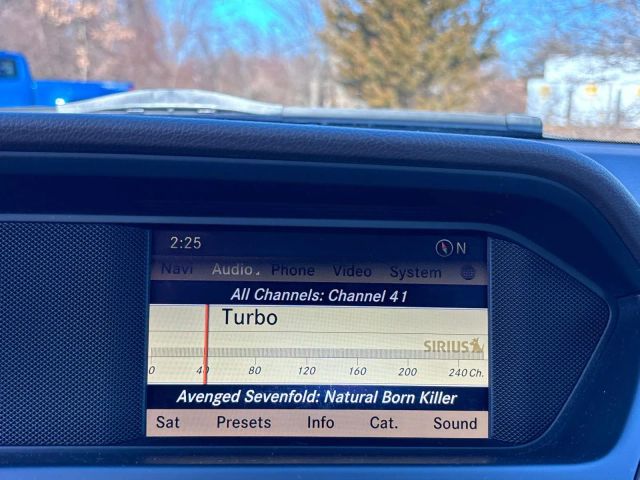 2:25 N
Navi Audio Phone Video System
All Channels: Channel 41
Turbo
SIRIUS
0 40 80 120 160 200 240 Ch.
Avenged Sevenfold: Natural Born Killer
Sat Presets Info Cat. Sound